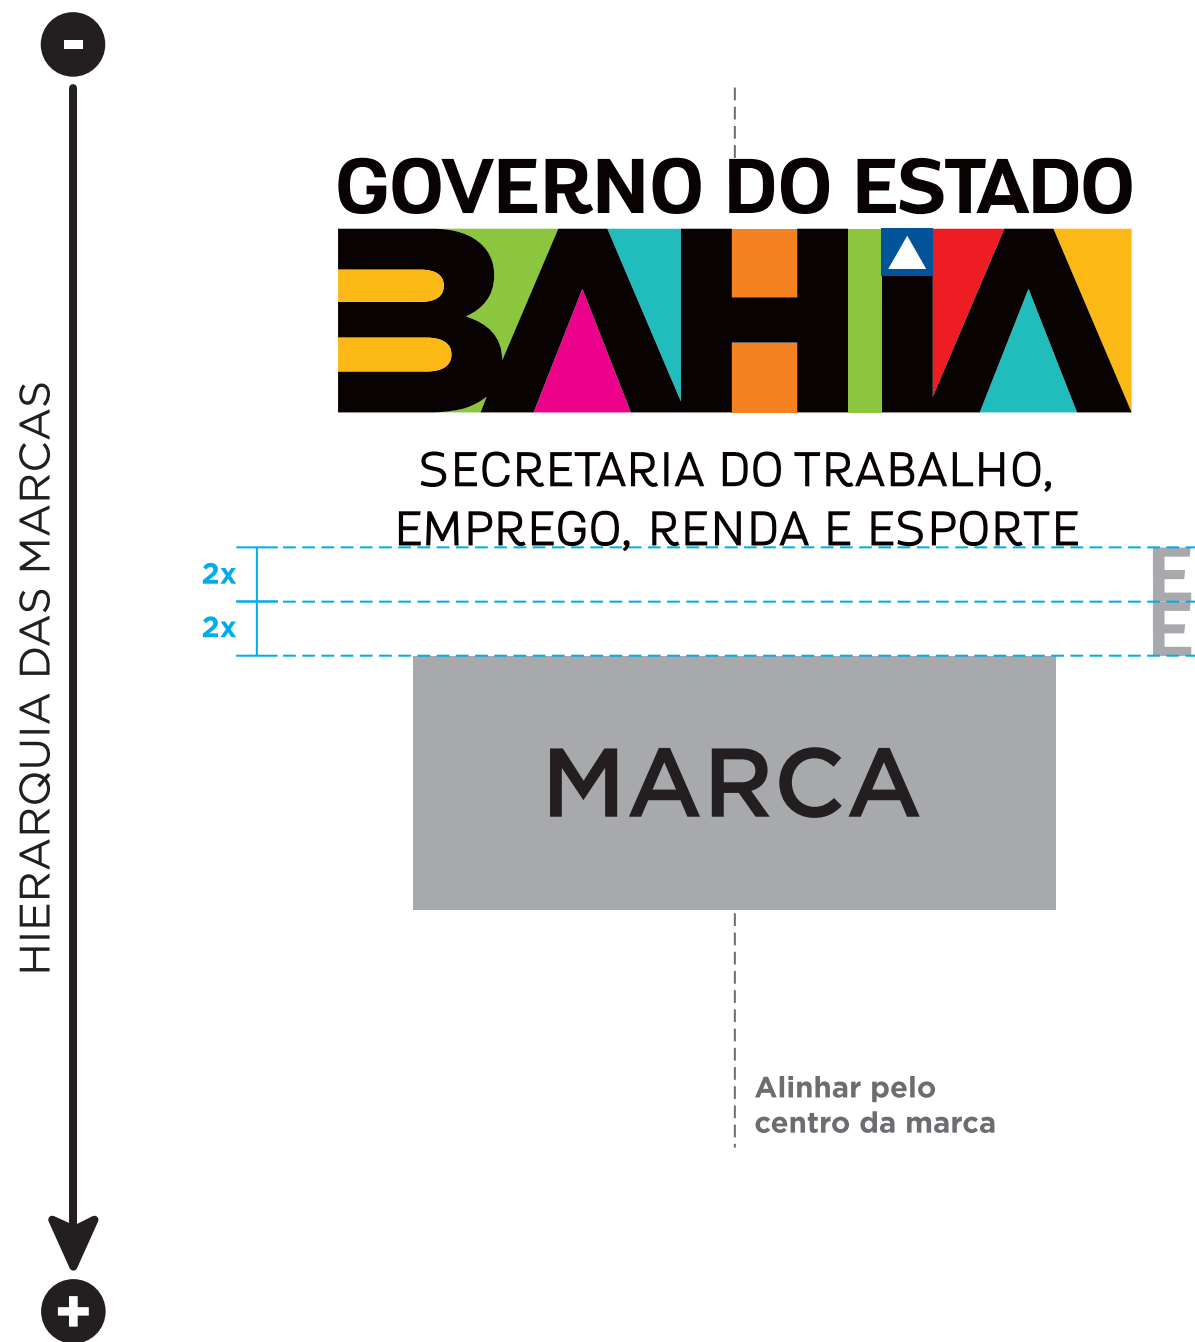 -
GOVERNO DO ESTADO
BAHIA
SECRETARIA DO TRABALHO,
EMPREGO, RENDA E ESPORTE
2x
E
2x
E
MARCA
HIERARQUIA DAS MARCAS
Alinhar pelo
centro da marca
+